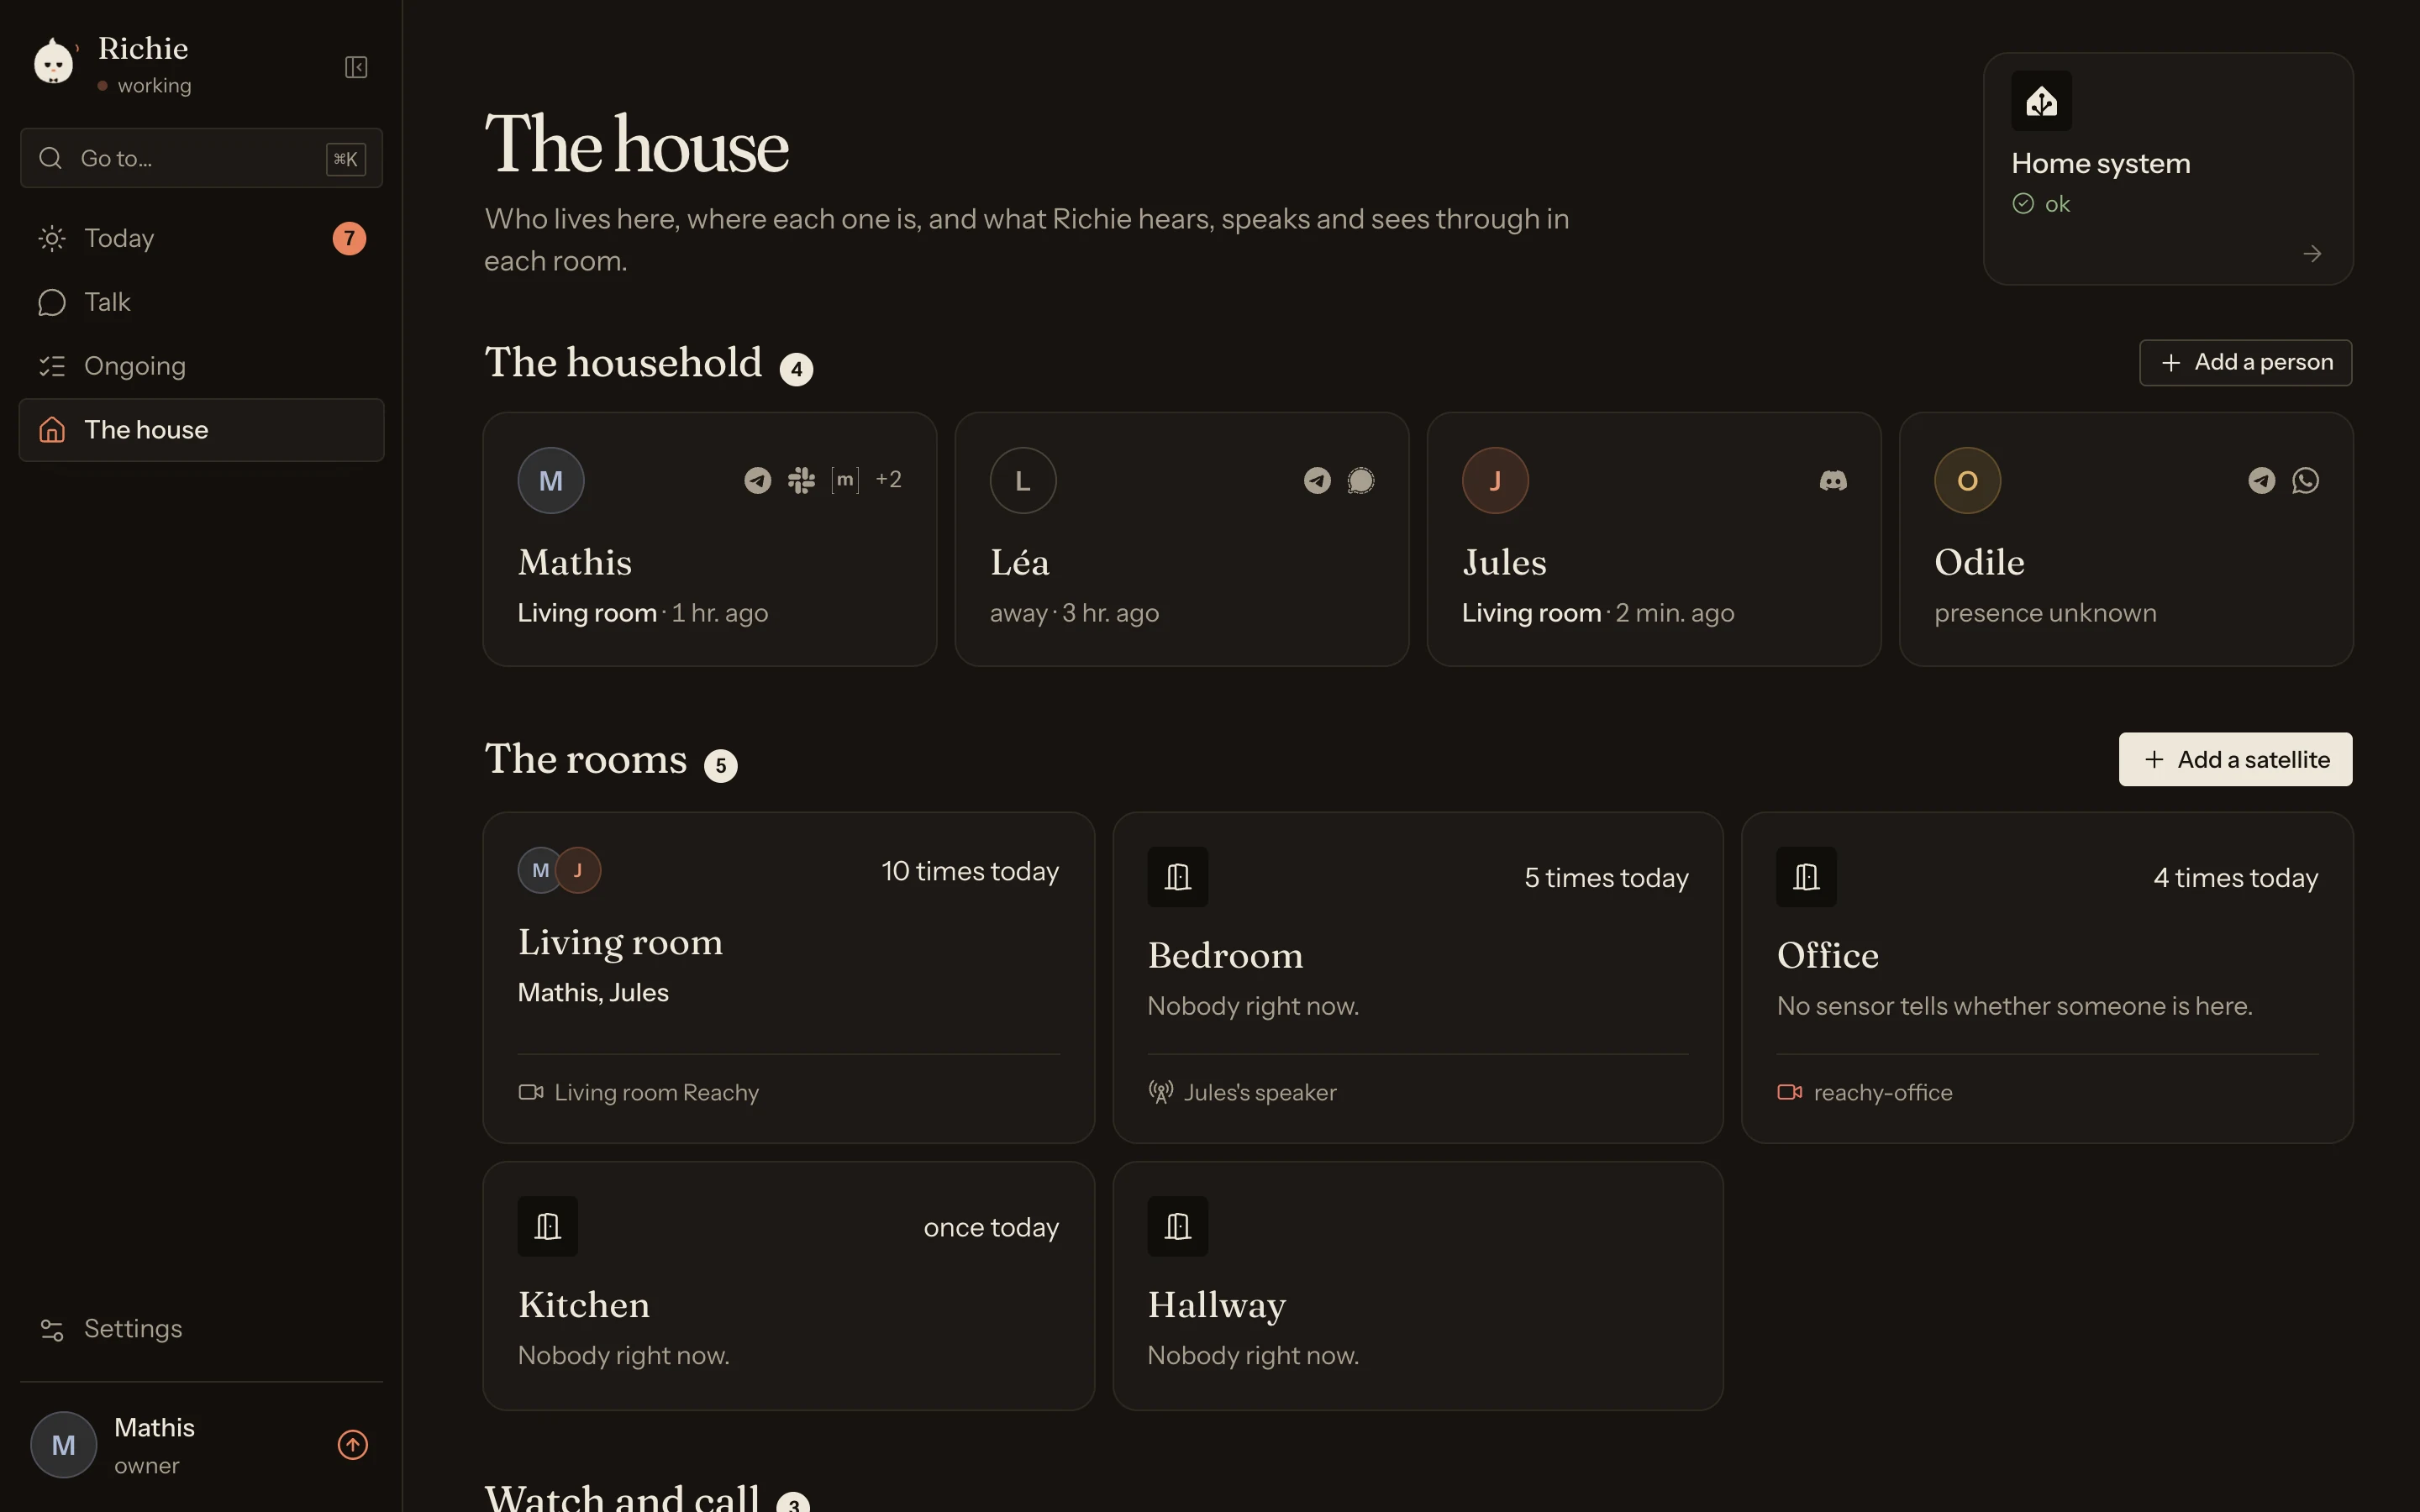 Richie
working
Go to...
⌘K
Today
7
Talk
Ongoing
The house
Settings
M
Mathis
owner
The house
Who lives here, where each one is, and what Richie hears, speaks and sees through in
each room.
Home system
ok
The household 4
Add a person
M
[m] +2
Mathis
Living room · 1 hr. ago
L
Léa
away · 3 hr. ago
J
Jules
Living room · 2 min. ago
O
Odile
presence unknown
The rooms 5
Add a satellite
M J
10 times today
Living room
Mathis, Jules
Living room Reachy
5 times today
Bedroom
Nobody right now.
Jules's speaker
4 times today
Office
No sensor tells whether someone is here.
reachy-office
once today
Kitchen
Nobody right now.
Hallway
Nobody right now.
Watch and call 3